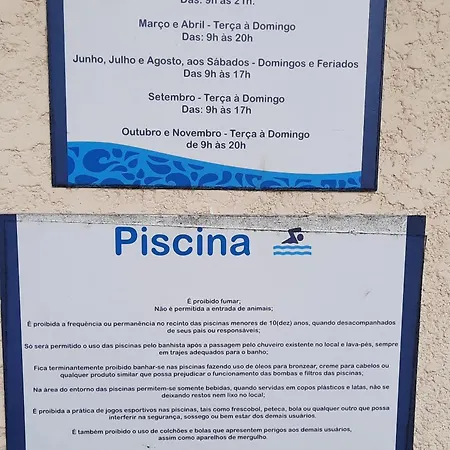 Das: 9h às 21h.
Março e Abril - Terça à Domingo
Das: 9h às 20h
Junho, Julho e Agosto, aos Sábados - Domingos e Feriados
Das 9h às 17h
Setembro - Terça à Domingo
Das: 9h às 17h
Outubro e Novembro - Terça à Domingo
de 9h às 20h
Piscina
É proibido fumar;
Não é permitida a entrada de animais;
É proibida a frequência ou permanência no recinto das piscinas menores de 10(dez) anos, quando desacompanhados
de seus pais ou responsáveis;
Só será permitido o uso das piscinas pelo banhista após a passagem pelo chuveiro existente no local e lava-pés, sempre
em trajes adequados para o banho;
Fica terminantemente proibido banhar-se nas piscinas fazendo uso de óleos para bronzear, creme para cabelos ou
qualquer produto similar que possa prejudicar o funcionamento das bombas e filtros das piscinas;
Na área do entorno das piscinas permitem-se somente bebidas, quando servidas em copos plásticos e latas, não se
deixando restos nem lixo no local;
É proibida a prática de jogos esportivos nas piscinas, tais como frescobol, peteca, bola ou qualquer outro que possa
interferir na segurança, sossego ou bem estar dos demais usuários.
É também proibido o uso de colchões e bolas que apresentem perigos aos demais usuários,
assim como aparelhos de mergulho.